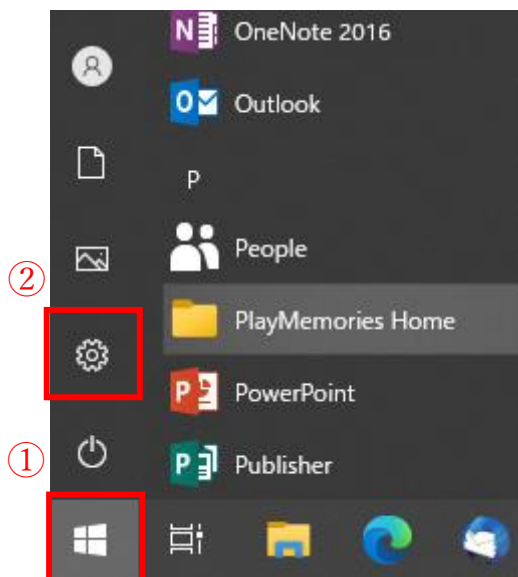 OneNote 2016
Outlook
P
People
②
PlayMemories Home
PowerPoint
①
Publisher